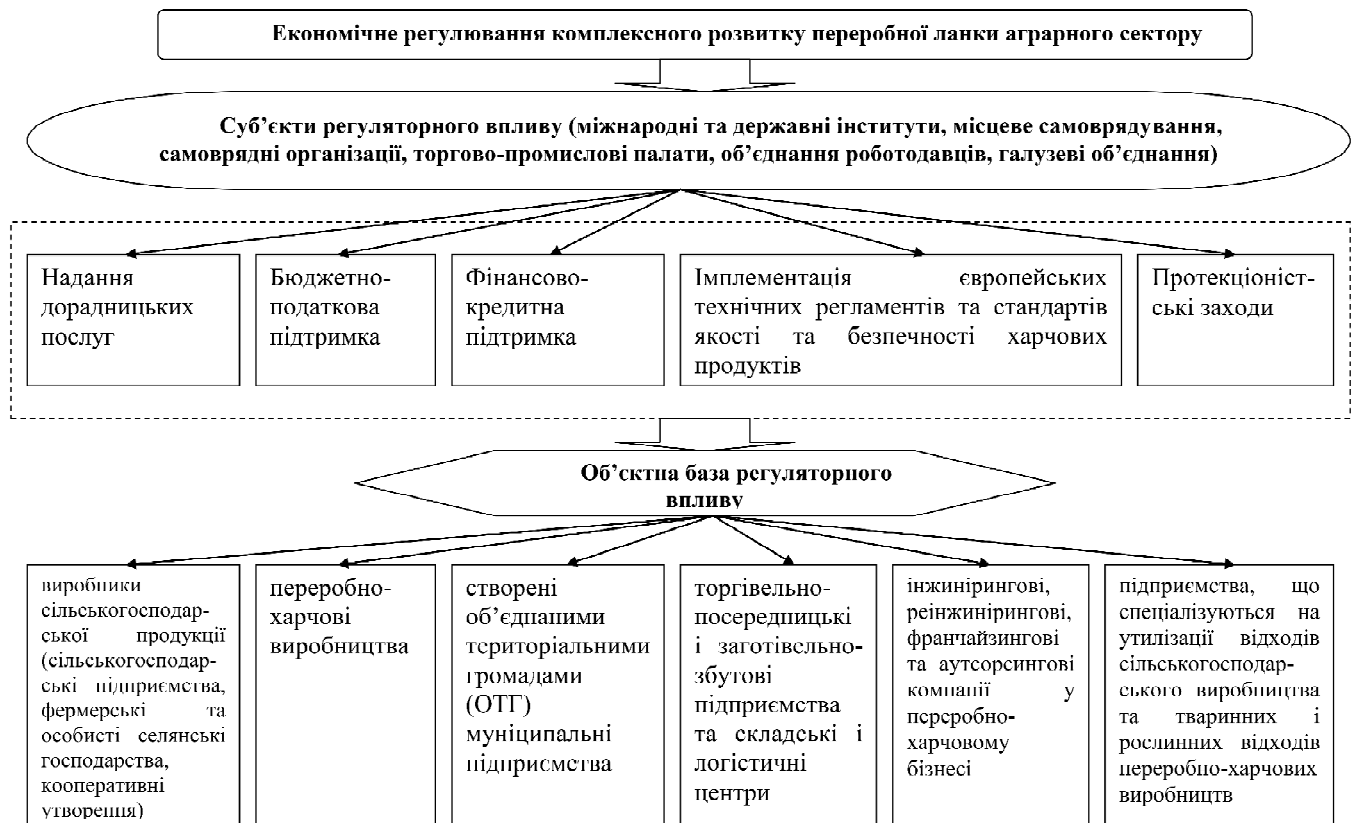 Економічне регулювання комплексного розвитку переробної ланки аграрного сектору
Суб’єкти регуляторного впливу (міжнародні та державні інститути, місцеве самоврядування,
самоврядні організації, торгово-промислові палати, об’єднання роботодавців, галузеві об’єднання)
Надання
дорадницьких
послуг
Бюджетно-
податкова
підтримка
Фінансово-
кредитна
підтримка
Імплементація європейських
технічних регламентів та стандартів
якості та безпечності харчових
продуктів
Протекціоніст-
ські заходи
Об’єктна база регуляторного
впливу
виробники
сільськогосподар-
ської продукції
(сільськогосподар-
ські підприємства,
фермерські та
особисті селянські
господарства,
кооперативні
утворення)
переробно-
харчові
виробництва
створені
об’єднаними
територіальними
громадами
(ОТГ)
муніципальні
підприємства
торгівельно-
посередницькі
і заготівельно-
збутові
підприємства
та складські і
логістичні
центри
інжинірингові,
реінжинірингові,
франчайзингові
та аутсорсингові
компанії у
переробно-
харчовому
бізнесі
підприємства, що
спеціалізуються на
утилізації відходів
сільськогосподар-
ського виробництва
та тваринних і
рослинних відходів
переробно-харчових
виробництв